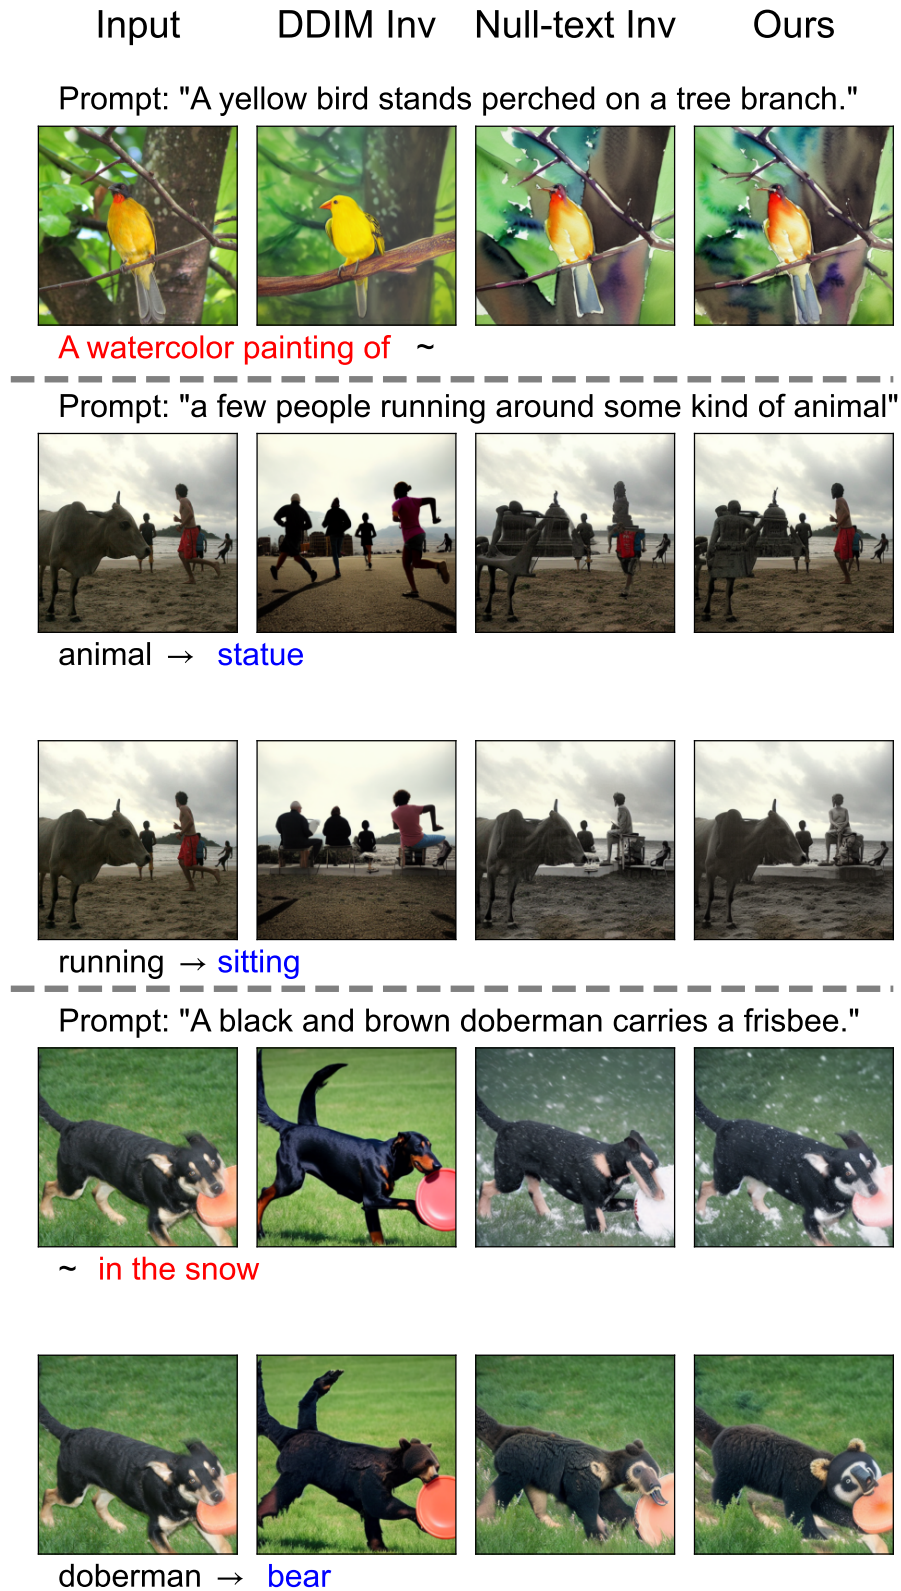 Input DDIM Inv Null-text Inv Ours
Prompt: "A yellow bird stands perched on a tree branch."
A watercolor painting of ~
Prompt: "a few people running around some kind of animal"
animal → statue
running → sitting
Prompt: "A black and brown doberman carries a frisbee."
~ in the snow
doberman → bear